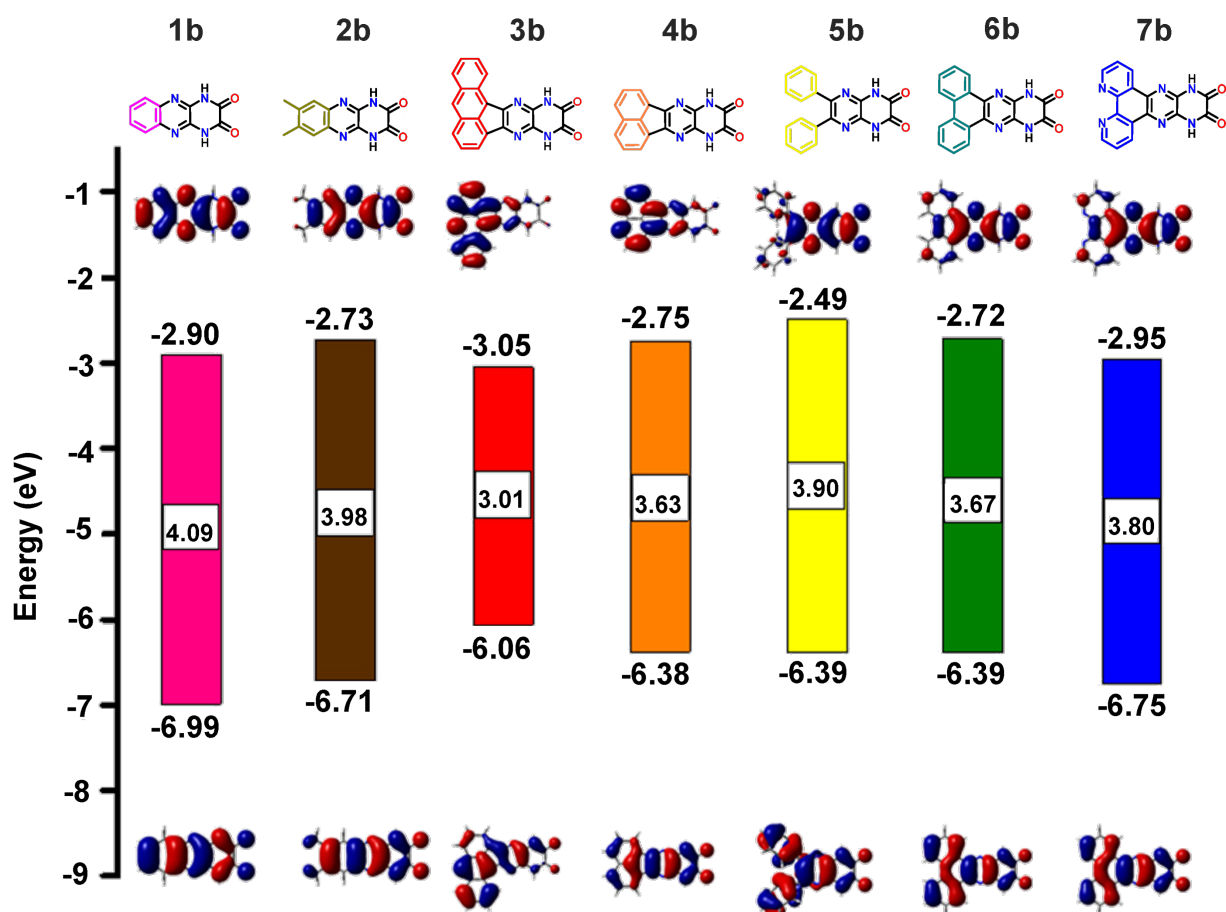 1b 2b 3b 4b 5b 6b 7b
H N N O
N N O H
H N N O
N N O H
H N N O
N N O H
H N N O
N N O H
H N N O
N N O H
H N N O
N N O H
N H N N O
N N N O H
-1
-2
-2.90 -2.73 -3.05 -2.75 -2.49 -2.72 -2.95
-3
-4
4.09 3.98 3.01 3.63 3.90 3.67 3.80
-5
-6
-6.99 -6.71 -6.06 -6.38 -6.39 -6.39 -6.75
-7
-8
-9
Energy (eV)